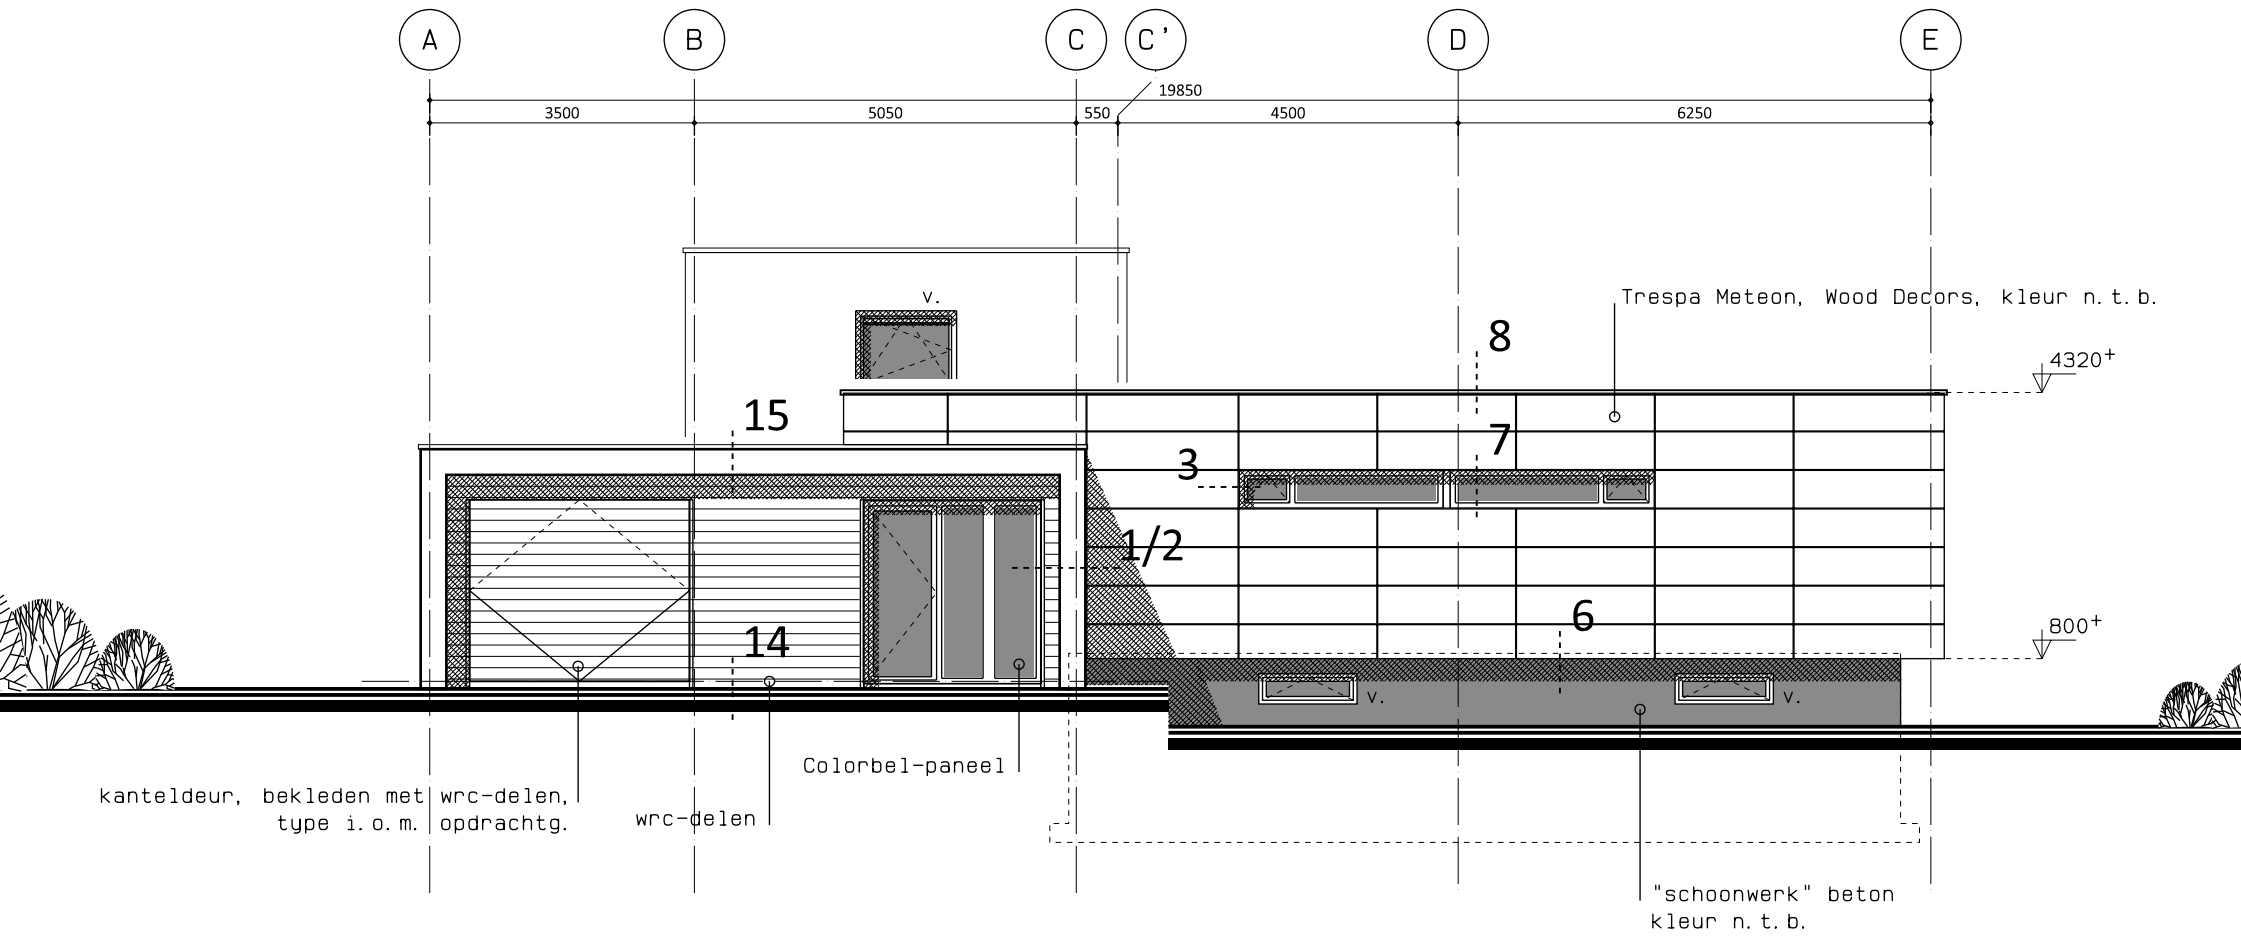 A B C C' D E
19850
3500 5050 550 4500 6250
v.
Trespa Meteon, Wood Decors, kleur n.t.b.
8
4320+
15
7
3
1/2
6
800+
14
v.
v.
Colorbel-paneel
kanteldeur, bekleden met wrc-delen,
type i.o.m. opdrachtg.
wrc-delen
"schoonwerk" beton
kleur n.t.b.